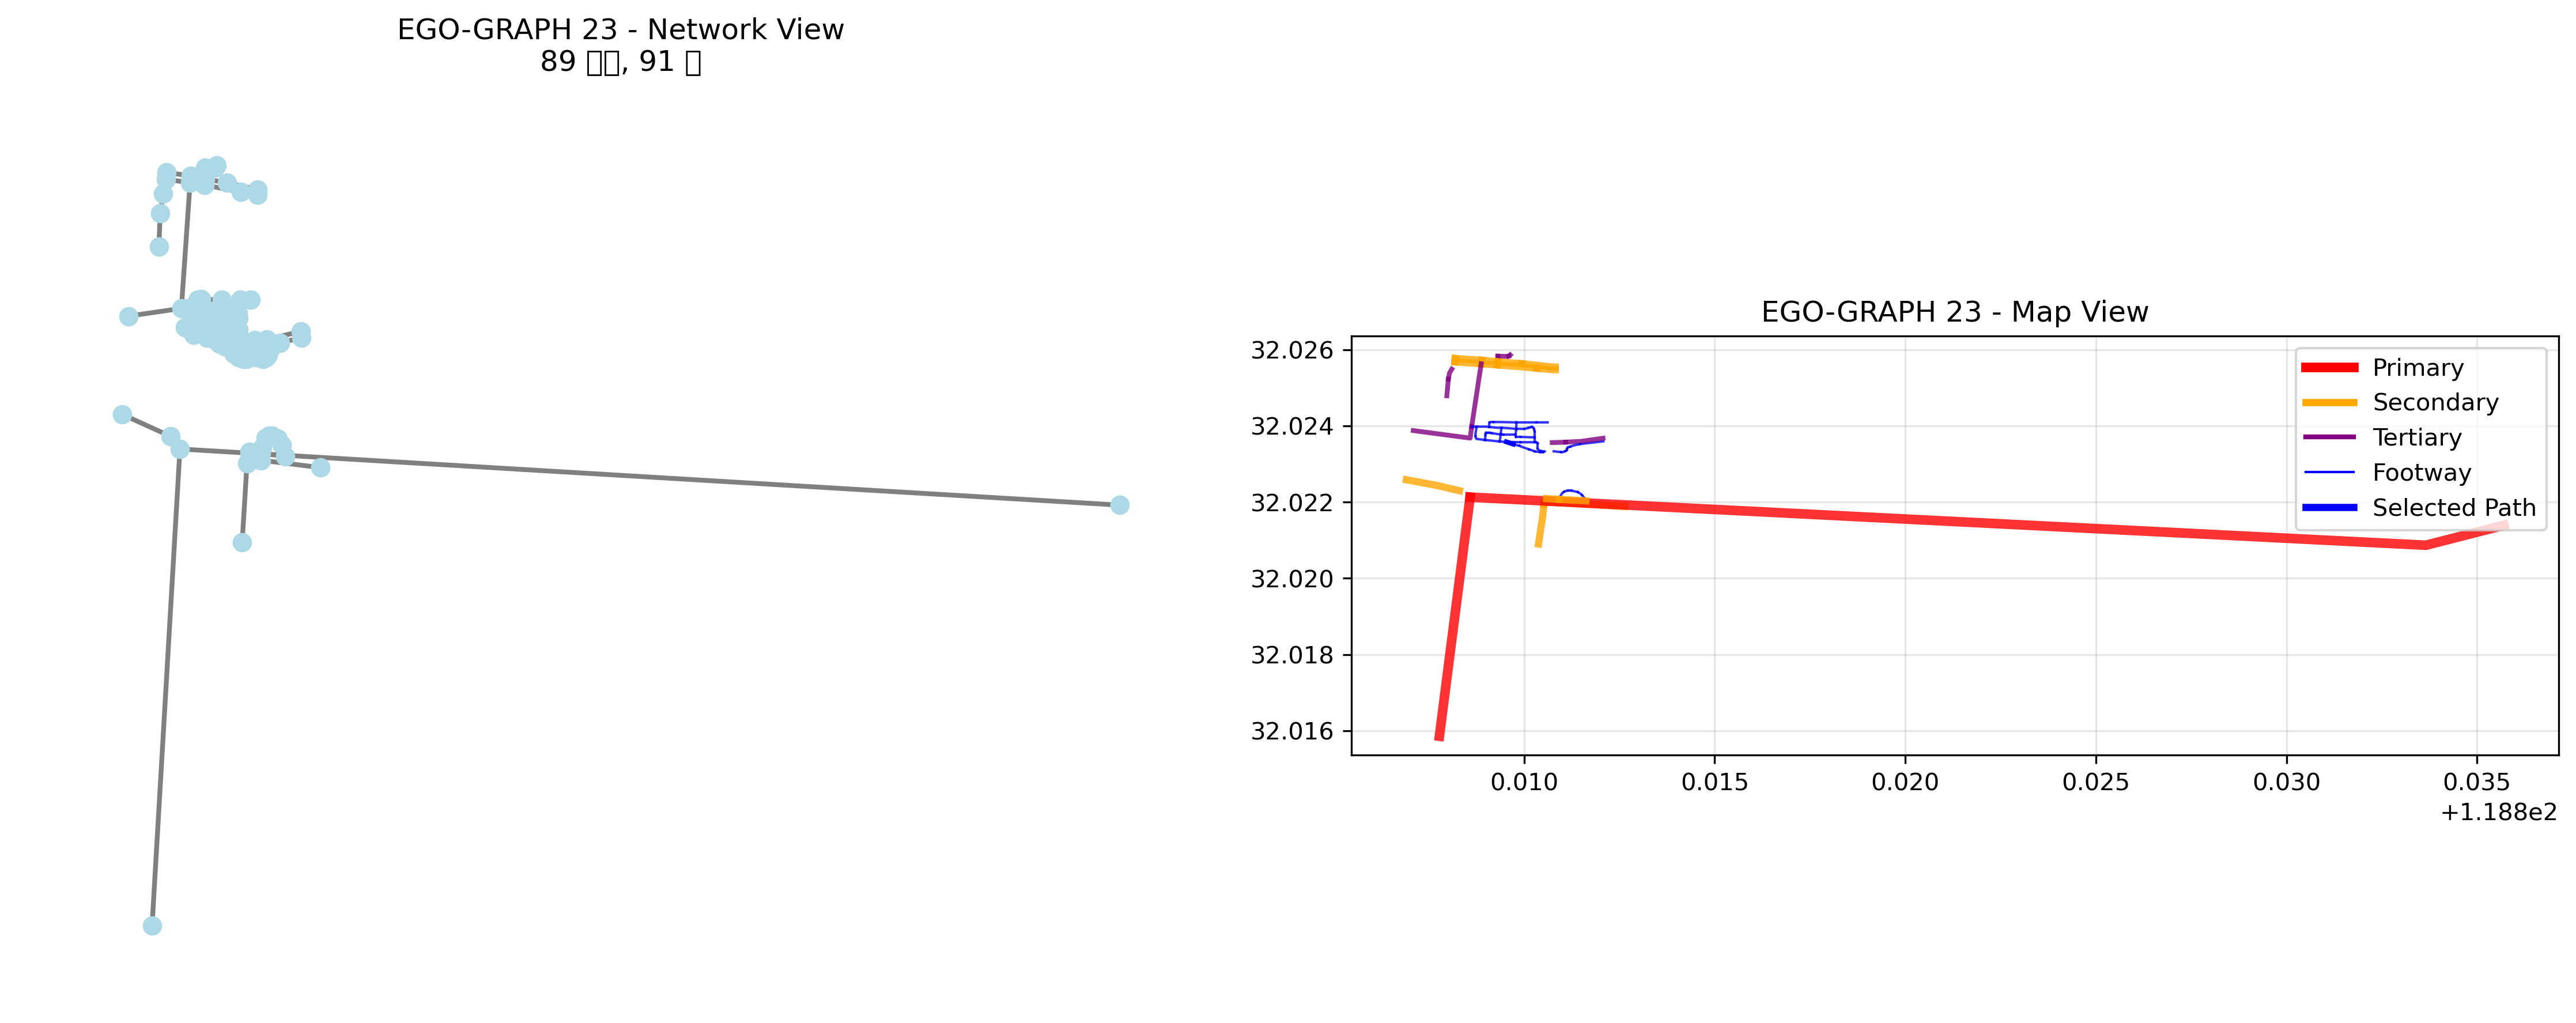 EGO-GRAPH 23 - Network View
89 , 91
EGO-GRAPH 23 - Map View
32.026
32.024
32.022
32.020
32.018
32.016
0.010 0.015 0.020 0.025 0.030 0.035
+1.188e2
Primary
Secondary
Tertiary
Footway
Selected Path